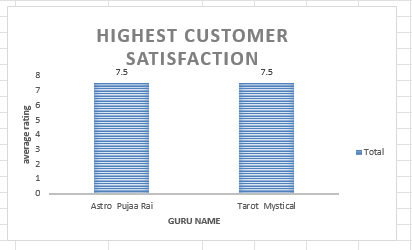 HIGHEST CUSTOMER
SATISFACTION
7.5 7.5
8
7
6
5
4
3
2
1
0
average rating
Astro Pujaa Rai Tarot Mystical
GURU NAME
Total